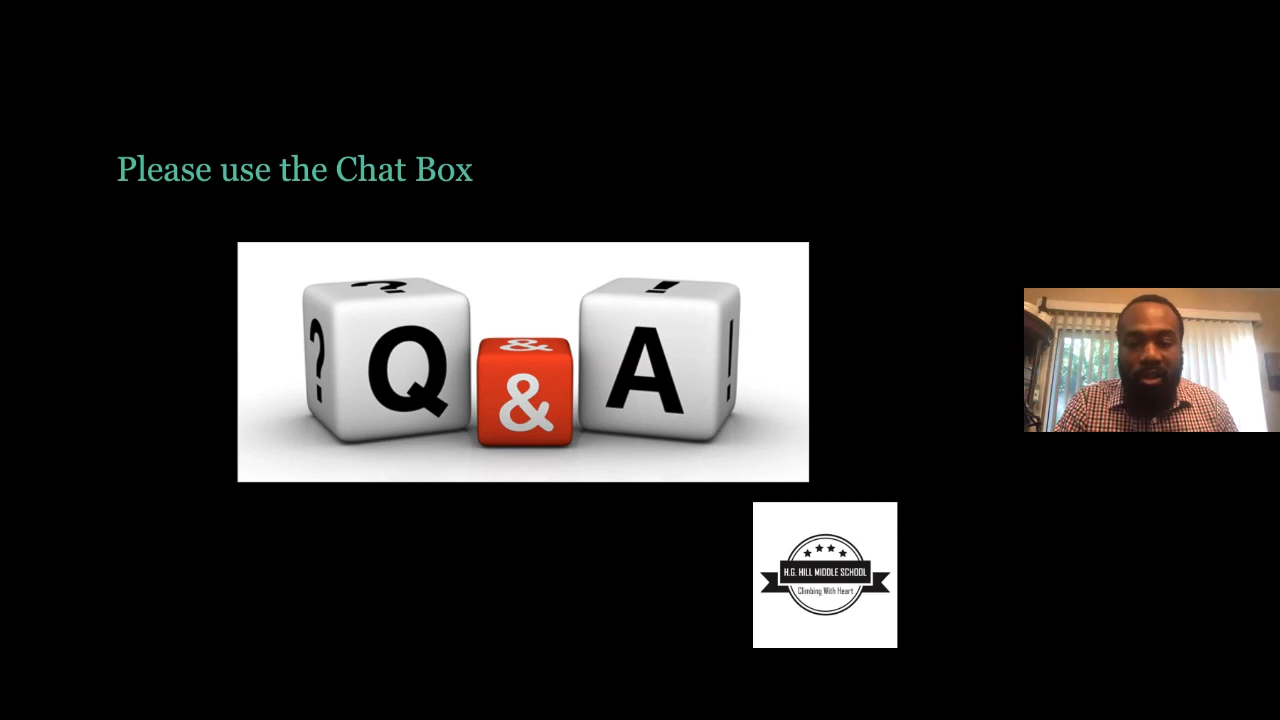 Please use the Chat Box
? ? Q & & A ! !
H.G. HILL MIDDLE SCHOOL
Climbing With Heart